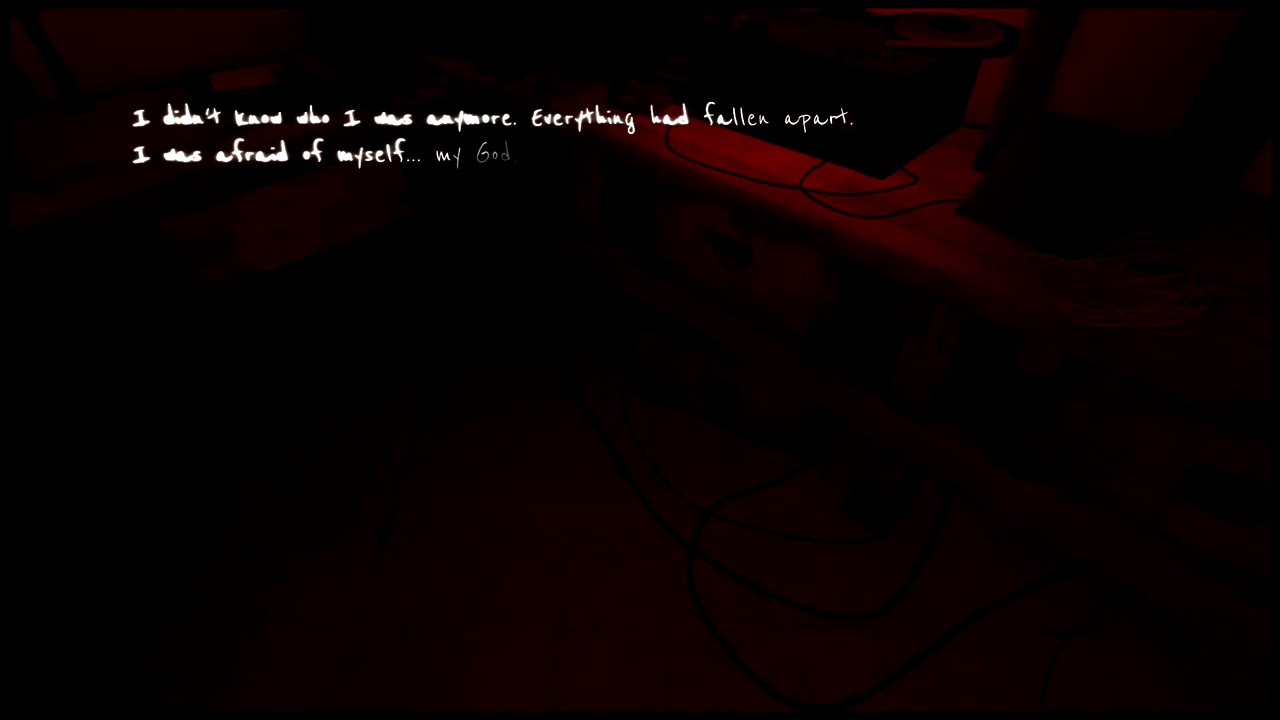 I didn't know who I was anymore. Everything had fallen apart.
I was afraid of myself... my God.